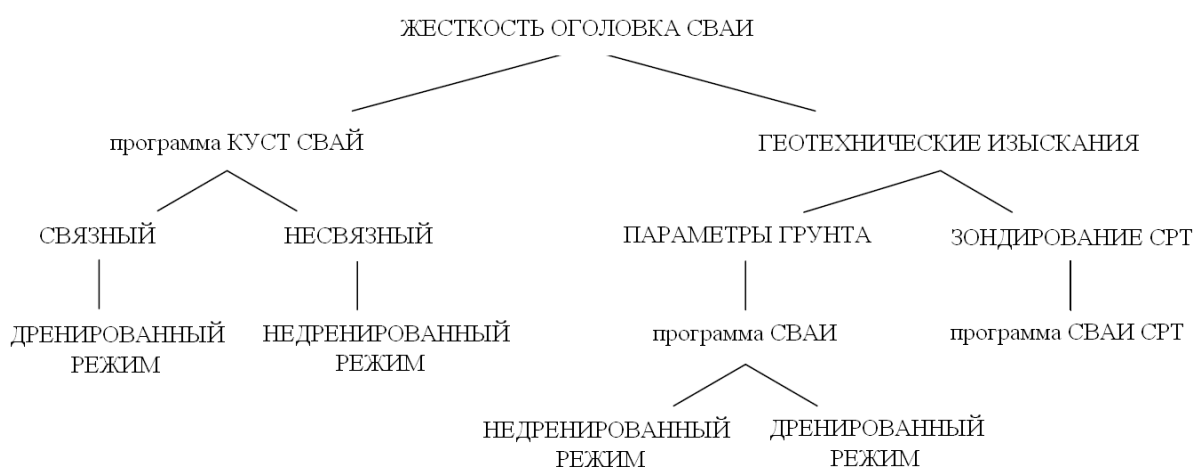 ЖЕСТКОСТЬ ОГОЛОВКА СВАИ
программа КУСТ СВАЙ
ГЕОТЕХНИЧЕСКИЕ ИЗЫСКАНИЯ
СВЯЗНЫЙ
НЕСВЯЗНЫЙ
ПАРАМЕТРЫ ГРУНТА
ЗОНДИРОВАНИЕ CPT
ДРЕНИРОВАННЫЙ
РЕЖИМ
НЕДРЕНИРОВАННЫЙ
РЕЖИМ
программа СВАИ
программа СВАИ CPT
НЕДРЕНИРОВАННЫЙ
РЕЖИМ
ДРЕНИРОВАННЫЙ
РЕЖИМ